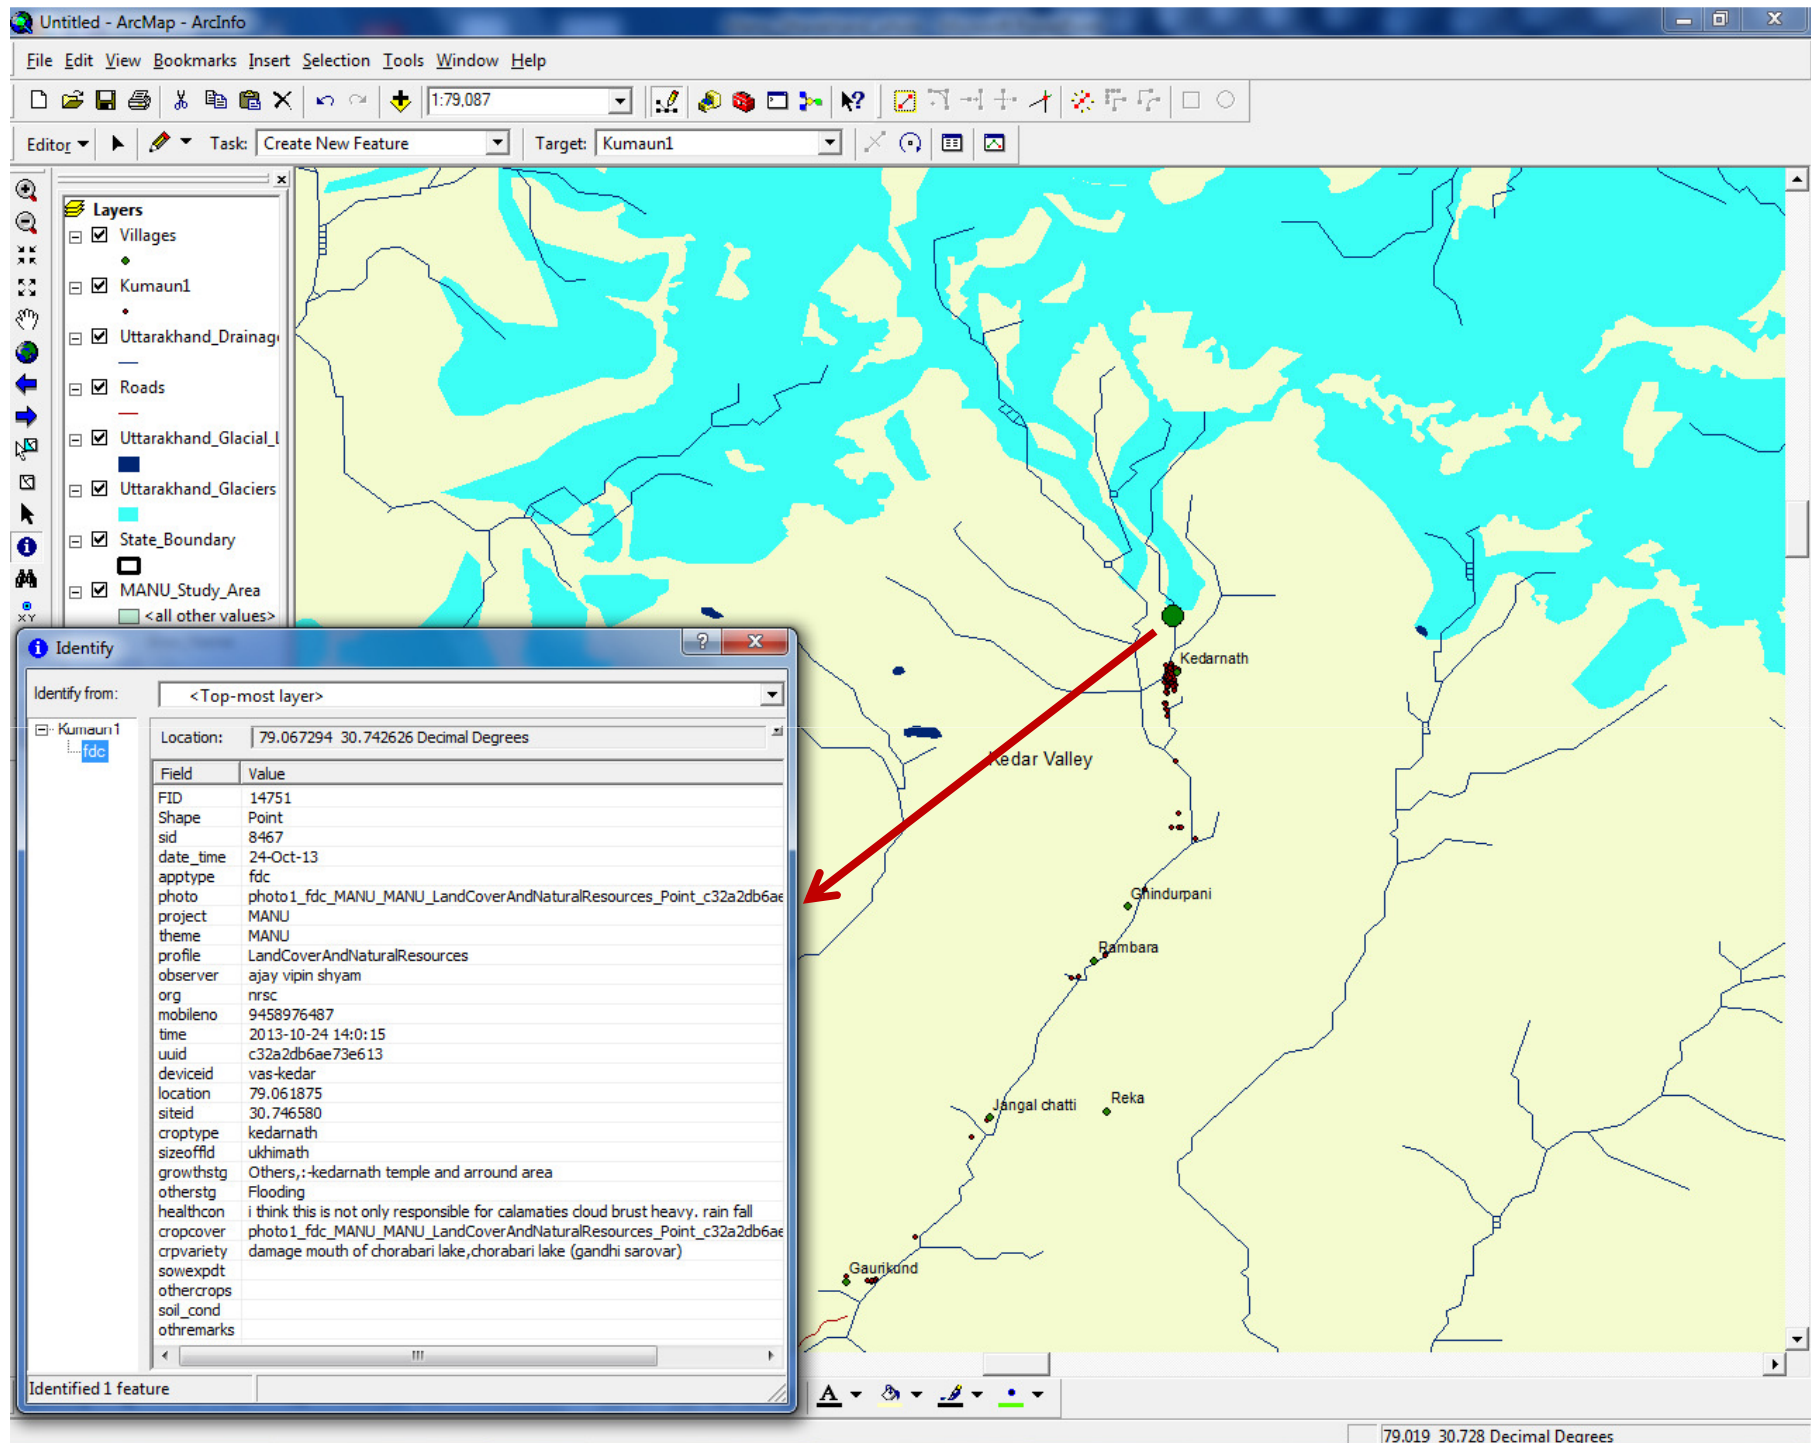 Untitled - ArcMap - ArcInfo
File Edit View Bookmarks Insert Selection Tools Window Help
1:79,087
Editor Task: Create New Feature Target: Kumaun1
Layers
Villages
Kumaun1
Uttarakhand_Drainag
Roads
Uttarakhand_Glacial_L
Uttarakhand_Glaciers
State_Boundary
MANU_Study_Area
<all other values>
Kedarnath
Kedar Valley
Ghindurpani
Rambara
Jangal chatti
Reka
Gaurikund
Identify
Identify from: <Top-most layer>
Kumaun1
fdc
Location: 79.067294 30.742626 Decimal Degrees
Field Value
FID 14751
Shape Point
sid 8467
date_time 24-Oct-13
apptype fdc
photo photo1_fdc_MANU_MANU_LandCoverAndNaturalResources_Point_c32a2db6ae
project MANU
theme MANU
profile LandCoverAndNaturalResources
observer ajay vipin shyam
org nrsc
mobileno 9458976487
time 2013-10-24 14:0:15
uuid c32a2db6ae73e613
deviceid vas-kedar
location 79.061875
siteid 30.746580
croptype kedarnath
sizeoffld ukhimath
growthstg Others,:-kedarnath temple and arround area
otherstg Flooding
healthcon i think this is not only responsible for calamaties cloud brust heavy. rain fall
cropcover photo1_fdc_MANU_MANU_LandCoverAndNaturalResources_Point_c32a2db6ae
crpvariety damage mouth of chorabari lake,chorabari lake (gandhi sarovar)
sowexpdt
othercrops
soil_cond
othremarks
Identified 1 feature
A
79.019 30.728 Decimal Degrees